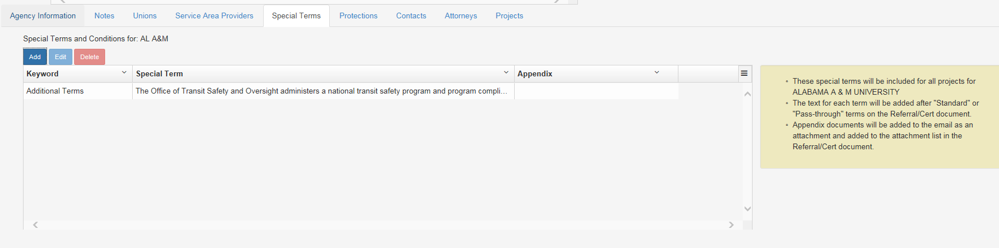 Agency Information Notes Unions Service Area Providers Special Terms Protections Contacts Attorneys Projects
Special Terms and Conditions for: AL A&M
Add Edit Delete
Keyword Special Term Appendix
Additional Terms The Office of Transit Safety and Oversight administers a national transit safety program and program compli...
These special terms will be included for all projects for
ALABAMA A & M UNIVERSITY
The text for each term will be added after "Standard" or
"Pass-through" terms on the Referral/Cert document.
Appendix documents will be added to the email as an
attachment and added to the attachment list in the
Referral/Cert document.